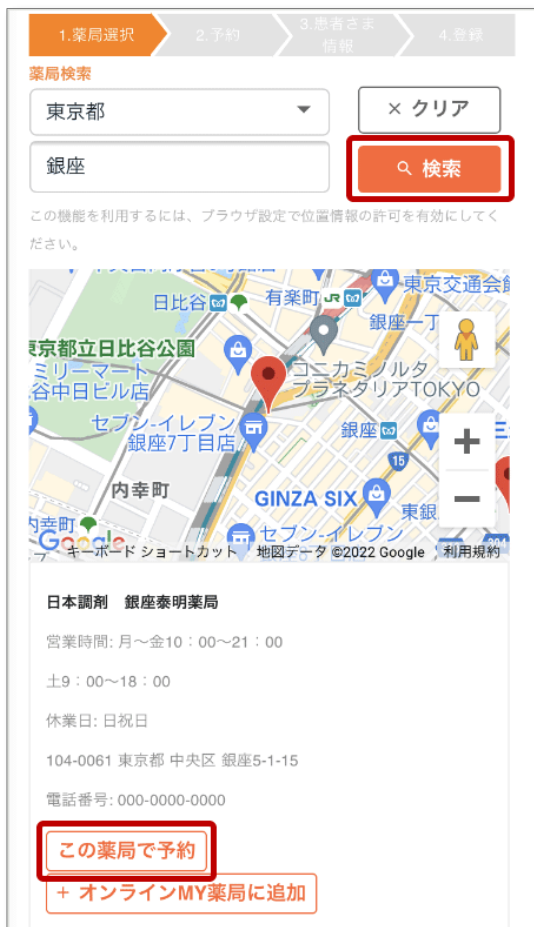 1.薬局選択
2.予約
3.患者さま
情報
4.登録
薬局検索
東京都
× クリア
銀座
検索
この機能を利用するには、ブラウザ設定で位置情報の許可を有効にしてく
ださい。
東京交通会館
日比谷
有楽町 JR
銀座一丁
東京都立日比谷公園
ミリーマート
谷中日ビル店
コニカミノルタ
プラネタリアTOKYO
セブン-イレブン
銀座7丁目店
銀座
15
内幸町
GINZA SIX
東銀
内幸町
セブン-イレブン
304
Google
キーボード ショートカット
地図データ ©2022 Google
利用規約
日本調剤 銀座泰明薬局
営業時間: 月～金10：00～21：00
土9：00～18：00
休業日: 日祝日
104-0061 東京都 中央区 銀座5-1-15
電話番号: 000-0000-0000
この薬局で予約
+ オンラインMY薬局に追加